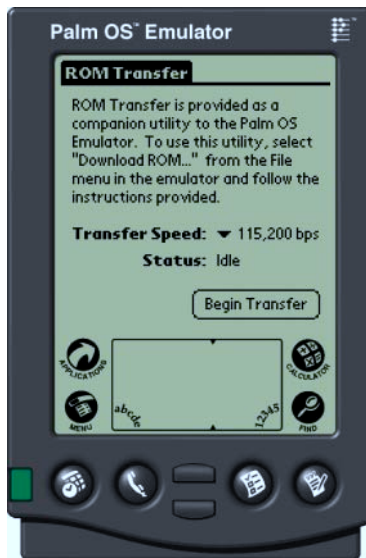 Palm OS™ Emulator
ROM Transfer
ROM Transfer is provided as a
companion utility to the Palm OS
Emulator. To use this utility, select
"Download ROM..." from the File
menu in the emulator and follow the
instructions provided.
Transfer Speed: 115,200 bps
Status: Idle
Begin Transfer
APPLICATIONS
CALCULATOR
MENU
abcde
12345
FIND